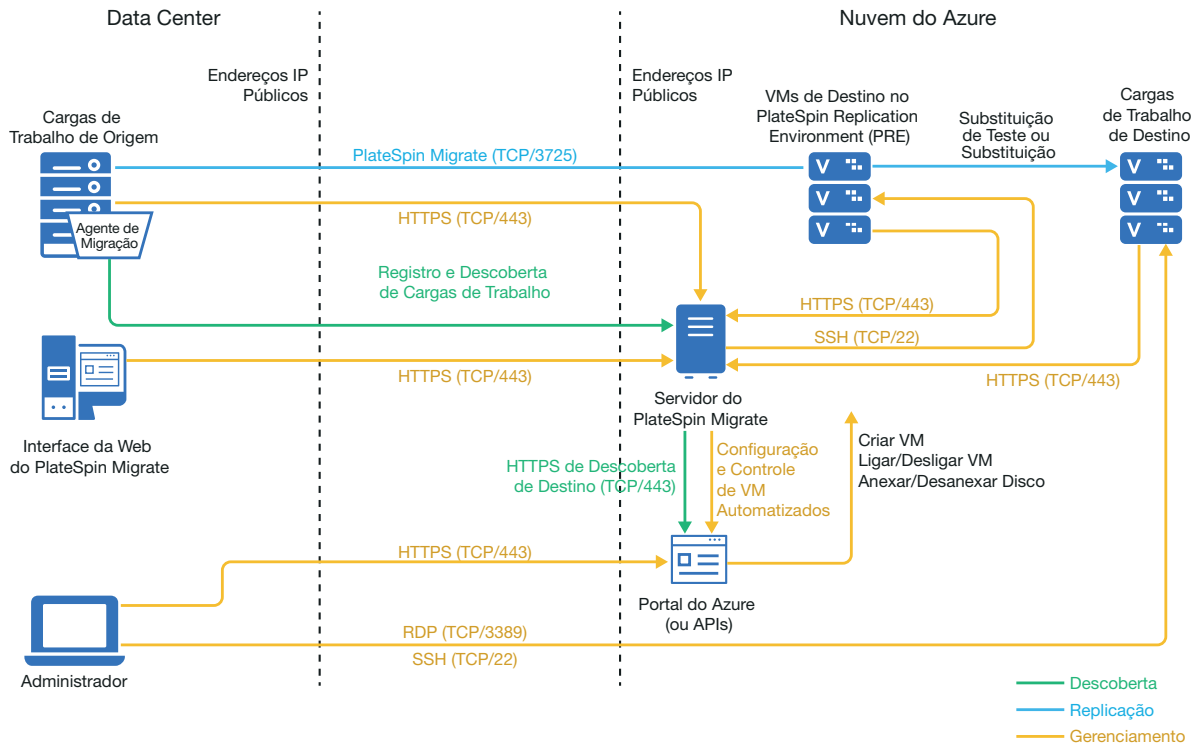 Data Center
Nuvem do Azure
Endereços IP
Públicos
Endereços IP
Públicos
Cargas de
Trabalho de Origem
VMs de Destino no
PlateSpin Replication
Environment (PRE)
Substituição
de Teste ou
Substituição
Cargas
de Trabalho
de Destino
PlateSpin Migrate (TCP/3725)
V
V
V
V
V
V
HTTPS (TCP/443)
Agente de
Migração
Registro e Descoberta
de Cargas de Trabalho
HTTPS (TCP/443)
SSH (TCP/22)
HTTPS (TCP/443)
HTTPS (TCP/443)
Servidor do
PlateSpin Migrate
Interface da Web
do PlateSpin Migrate
HTTPS de Descoberta
de Destino (TCP/443)
Configuração
e Controle
de VM
Automatizados
Criar VM
Ligar/Desligar VM
Anexar/Desanexar Disco
HTTPS (TCP/443)
Portal do Azure
(ou APIs)
RDP (TCP/3389)
SSH (TCP/22)
Administrador
Descoberta
Replicação
Gerenciamento